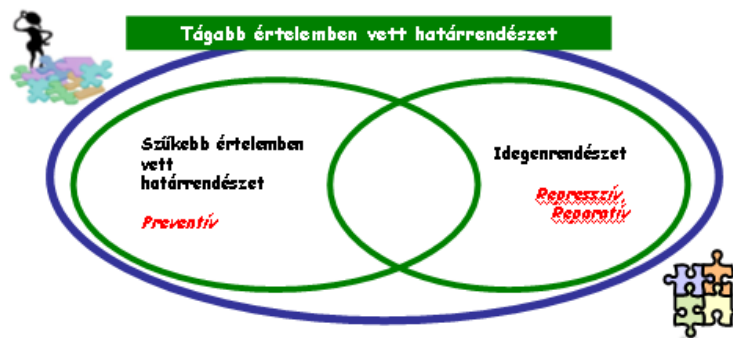 Tágabb értelemben vett határrendészet
Szűkebb értelemben
vett
határrendészet
Preventív
Idegenrendészet
Represszív,
Reparatív